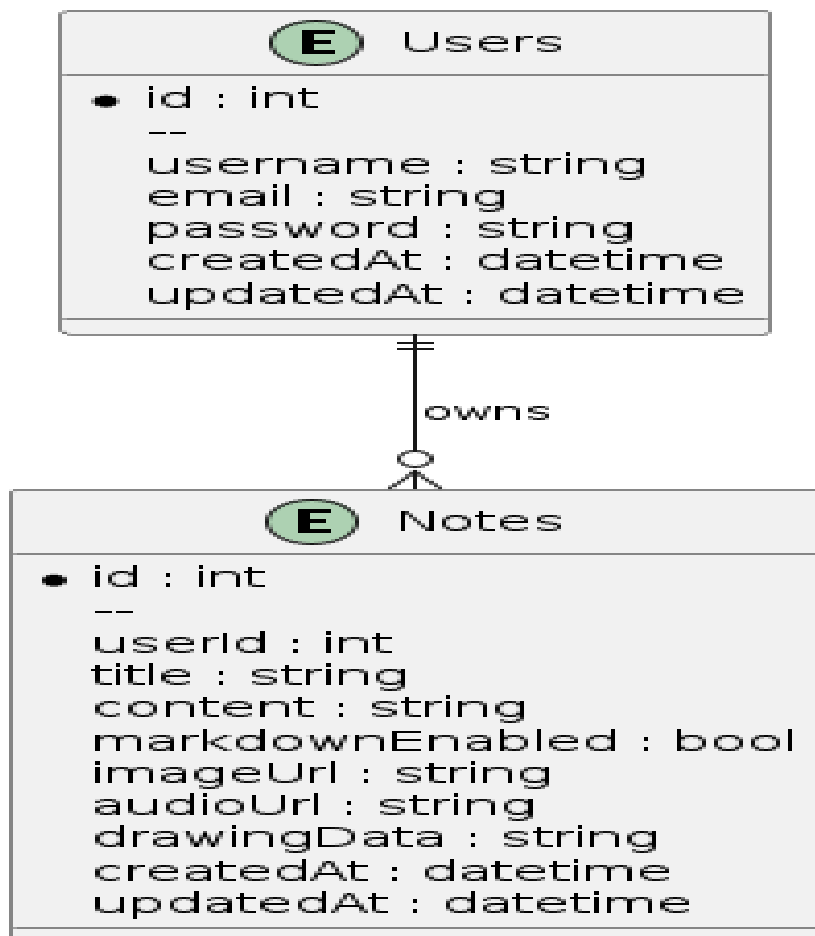 E Users
id : int
--
username : string
email : string
password : string
createdAt : datetime
updatedAt : datetime
owns
E Notes
id : int
--
userId : int
title : string
content : string
markdownEnabled : bool
imageUrl : string
audioUrl : string
drawingData : string
createdAt : datetime
updatedAt : datetime